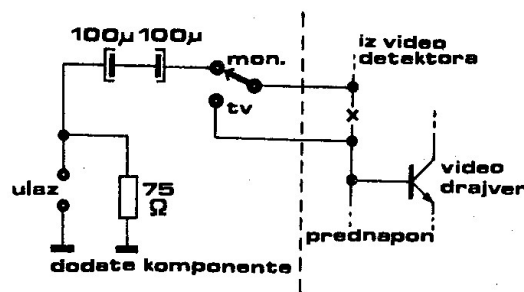 100µ 100µ
mon.
iz video
detektora
tv
ulaz
75
Ω
video
drajver
prednapon
dodate komponente